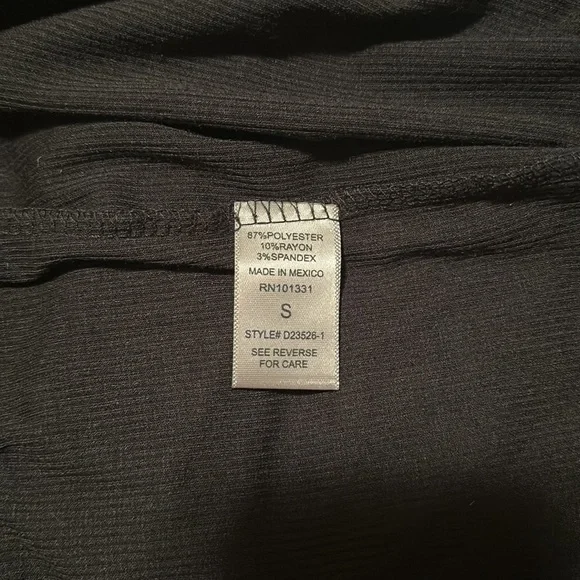 87%POLYESTER
10%RAYON
3%SPANDEX
MADE IN MEXICO
RN101331
S
STYLE# D23526-1
SEE REVERSE
FOR CARE